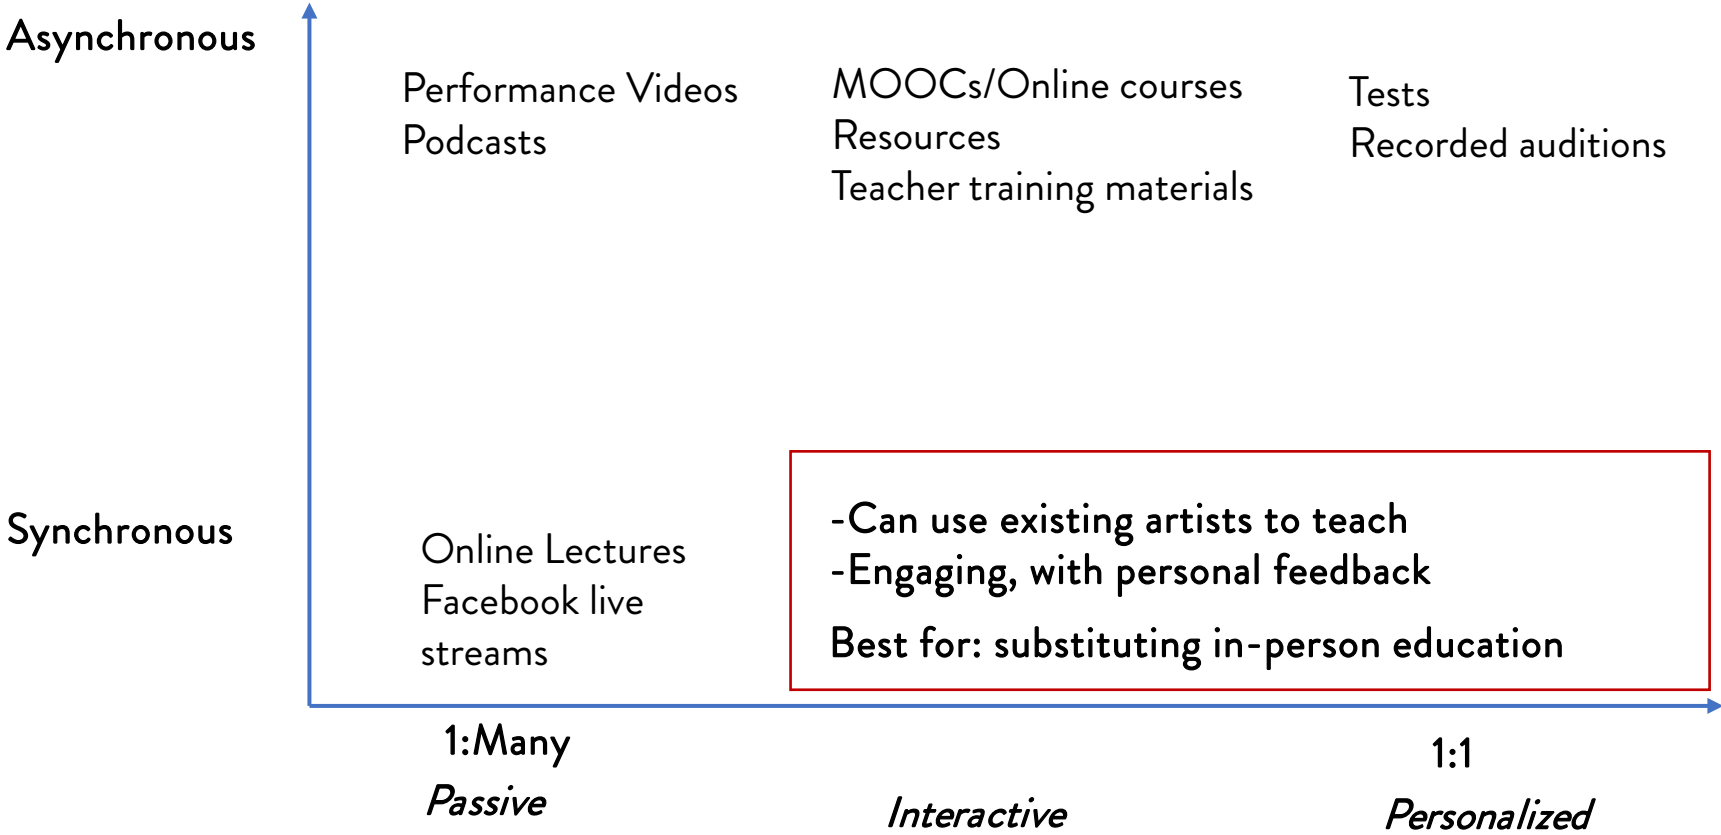 Asynchronous
Performance Videos
Podcasts
MOOCs/Online courses
Resources
Teacher training materials
Tests
Recorded auditions
Synchronous
Online Lectures
Facebook live
streams
-Can use existing artists to teach
-Engaging, with personal feedback
Best for: substituting in-person education
1:Many
Passive
Interactive
1:1
Personalized